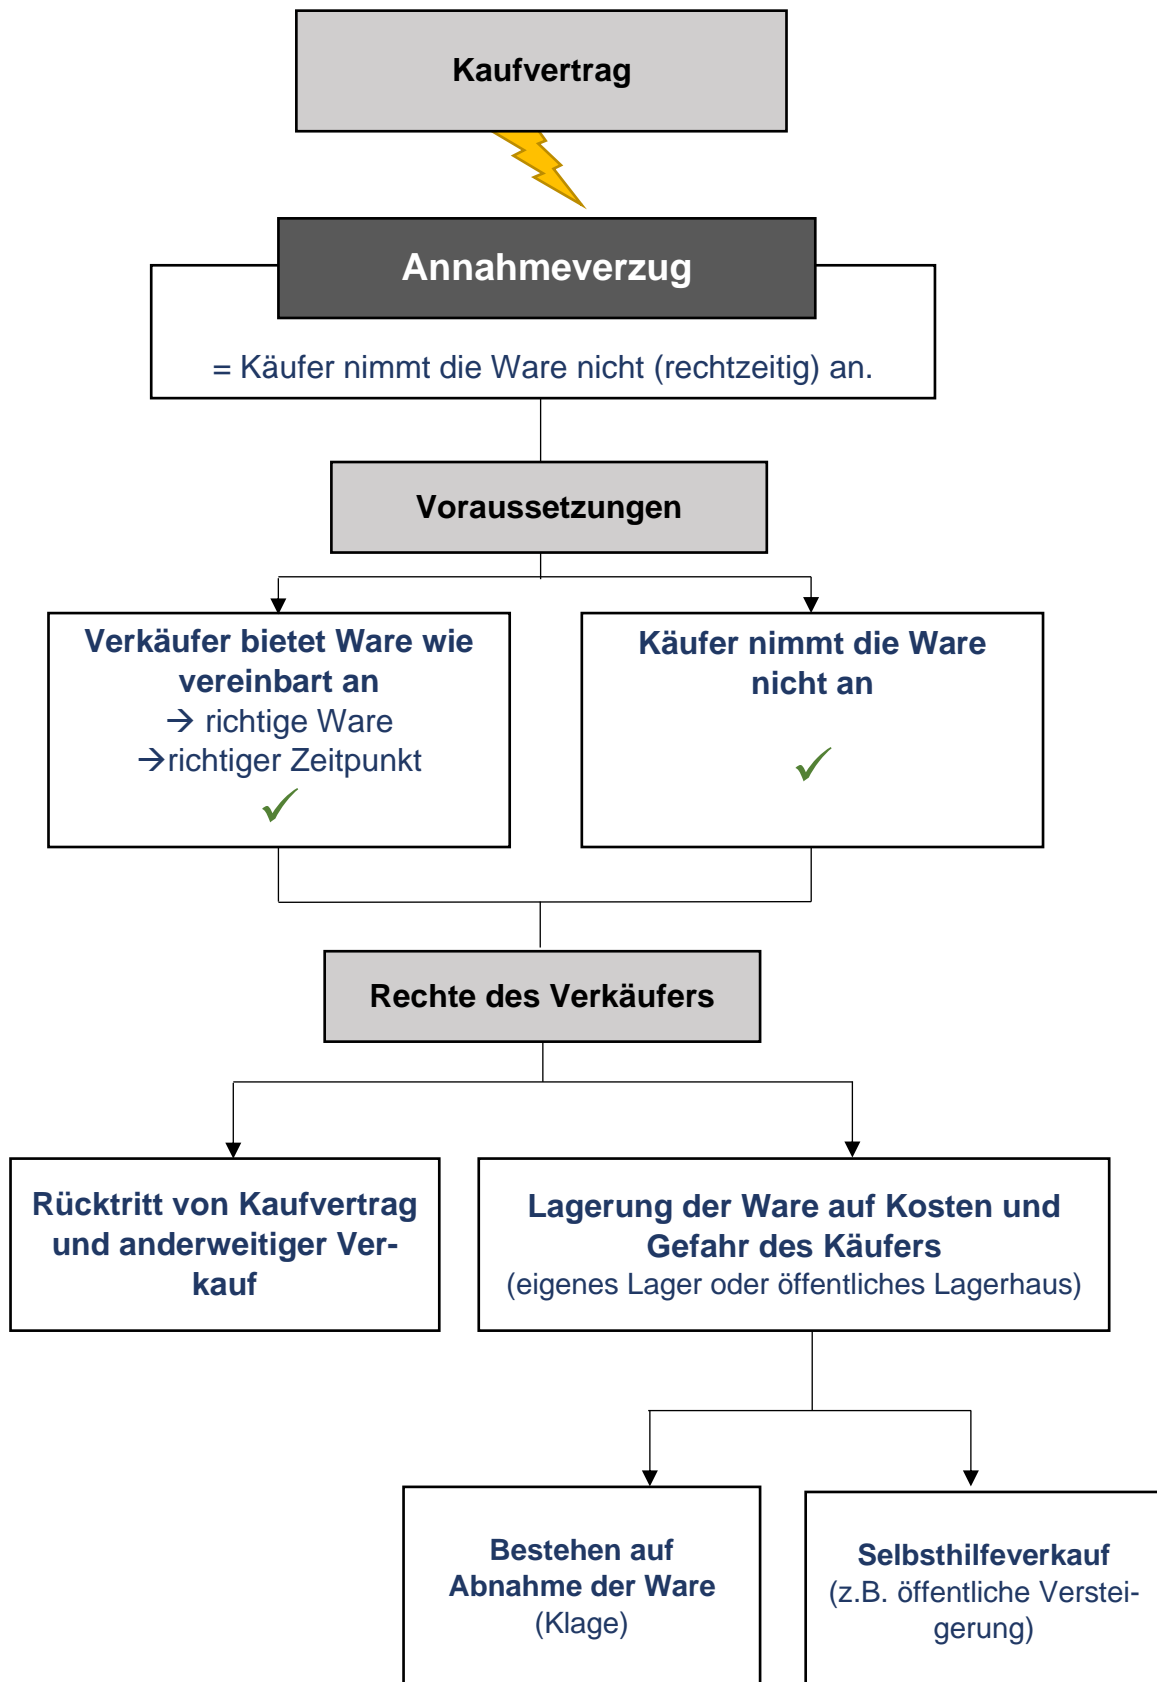 Kaufvertrag
Annahmeverzug
= Käufer nimmt die Ware nicht (rechtzeitig) an.
Voraussetzungen
Verkäufer bietet Ware wie
vereinbart an
→ richtige Ware
→richtiger Zeitpunkt
✓
Käufer nimmt die Ware
nicht an
✓
Rechte des Verkäufers
Rücktritt von Kaufvertrag
und anderweitiger Ver-
kauf
Lagerung der Ware auf Kosten und
Gefahr des Käufers
(eigenes Lager oder öffentliches Lagerhaus)
Bestehen auf
Abnahme der Ware
(Klage)
Selbsthilfeverkauf
(z.B. öffentliche Verstei-
gerung)